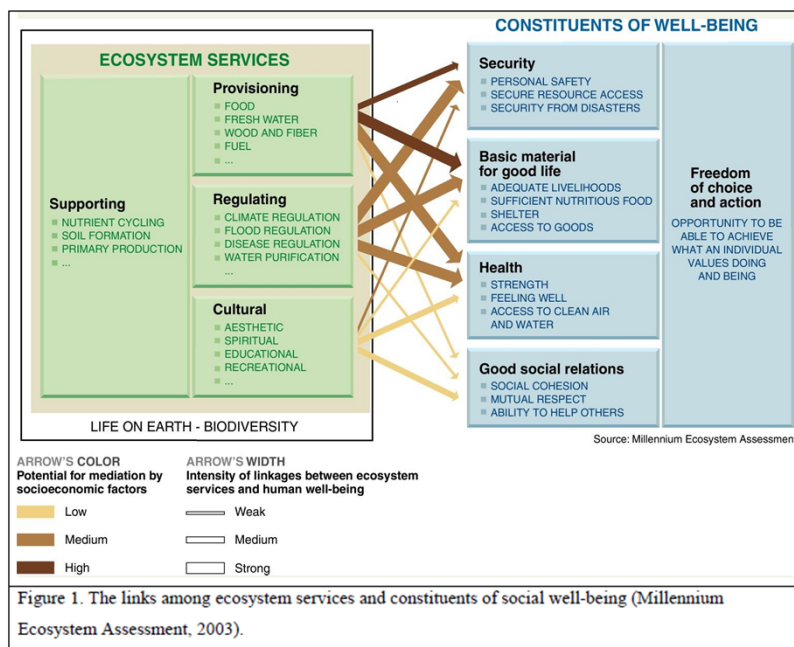 CONSTITUENTS OF WELL-BEING
ECOSYSTEM SERVICES
Supporting
NUTRIENT CYCLING
SOIL FORMATION
PRIMARY PRODUCTION
...
Provisioning
FOOD
FRESH WATER
WOOD AND FIBER
FUEL
...
Regulating
CLIMATE REGULATION
FLOOD REGULATION
DISEASE REGULATION
WATER PURIFICATION
...
Cultural
AESTHETIC
SPIRITUAL
EDUCATIONAL
RECREATIONAL
...
LIFE ON EARTH - BIODIVERSITY
Security
PERSONAL SAFETY
SECURE RESOURCE ACCESS
SECURITY FROM DISASTERS
Basic material
for good life
ADEQUATE LIVELIHOODS
SUFFICIENT NUTRITIOUS FOOD
SHELTER
ACCESS TO GOODS
Health
STRENGTH
FEELING WELL
ACCESS TO CLEAN AIR
AND WATER
Good social relations
SOCIAL COHESION
MUTUAL RESPECT
ABILITY TO HELP OTHERS
Freedom
of choice
and action
OPPORTUNITY TO BE
ABLE TO ACHIEVE
WHAT AN INDIVIDUAL
VALUES DOING
AND BEING
Source: Millennium Ecosystem Assessment
ARROW'S COLOR
Potential for mediation by
socioeconomic factors
Low
Medium
High
ARROW'S WIDTH
Intensity of linkages between ecosystem
services and human well-being
Weak
Medium
Strong
Figure 1. The links among ecosystem services and constituents of social well-being (Millennium
Ecosystem Assessment, 2003).